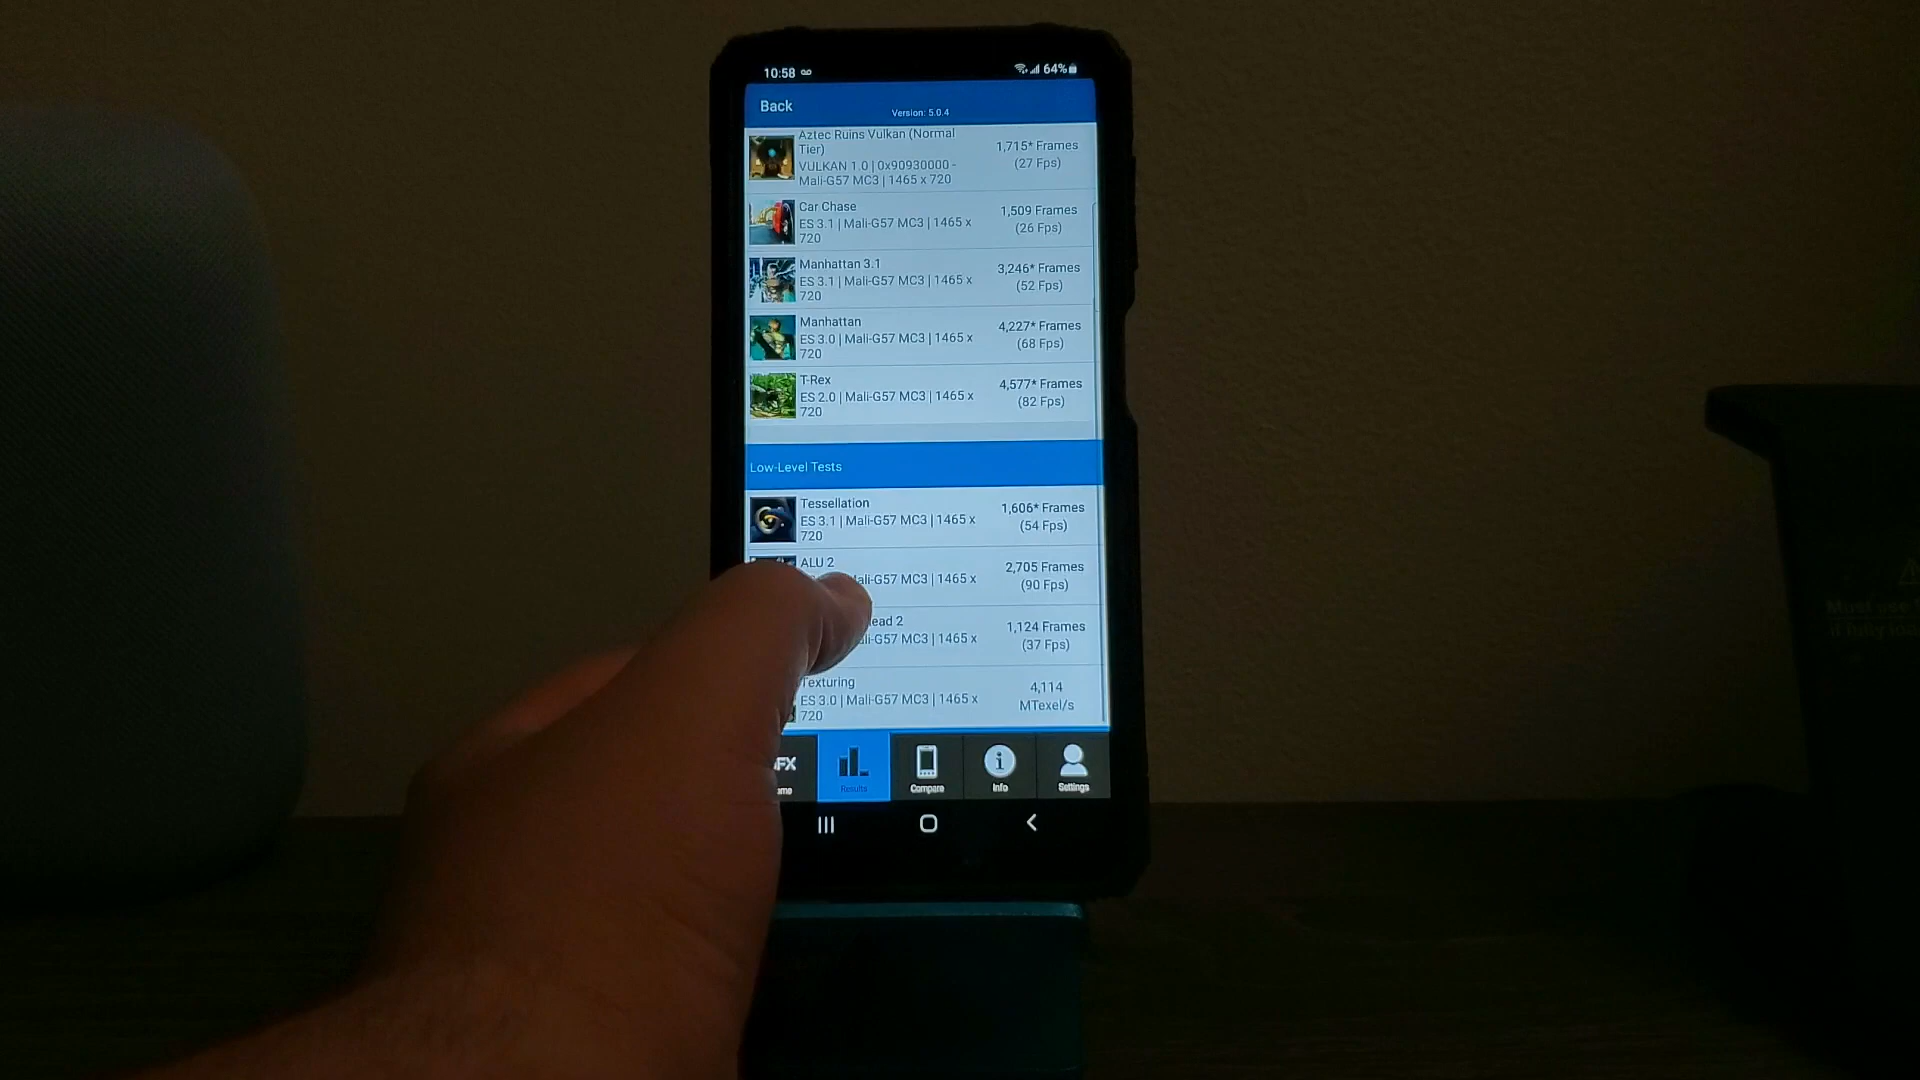 10:58
64%
Back
Version: 5.0.4
Aztec Ruins Vulkan (Normal
Tier)
VULKAN 1.0 | 0x90930000 -
Mali-G57 MC3 | 1465 x 720
1,715* Frames
(27 Fps)
Car Chase
ES 3.1 | Mali-G57 MC3 | 1465 x
720
1,509 Frames
(26 Fps)
Manhattan 3.1
ES 3.1 | Mali-G57 MC3 | 1465 x
720
3,246* Frames
(52 Fps)
Manhattan
ES 3.0 | Mali-G57 MC3 | 1465 x
720
4,227* Frames
(68 Fps)
T-Rex
ES 2.0 | Mali-G57 MC3 | 1465 x
720
4,577* Frames
(82 Fps)
Low-Level Tests
Tessellation
ES 3.1 | Mali-G57 MC3 | 1465 x
720
1,606* Frames
(54 Fps)
ALU 2
ali-G57 MC3 | 1465 x
2,705 Frames
(90 Fps)
ead 2
ali-G57 MC3 | 1465 x
1,124 Frames
(37 Fps)
Texturing
ES 3.0 | Mali-G57 MC3 | 1465 x
720
4,114
MTexel/s
FX
ome
Results
Compare
Info
Settings
Must use